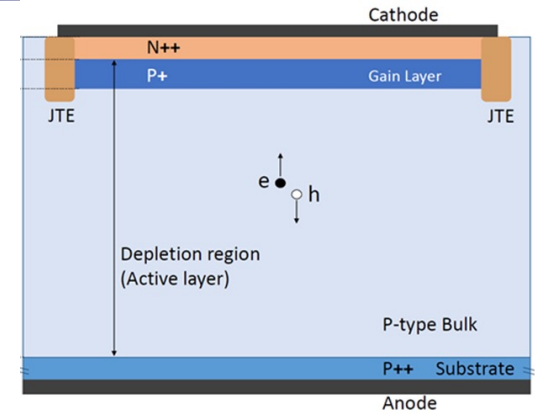 Cathode
N++
P+ Gain Layer
JTE JTE
e h
Depletion region
(Active layer)
P-type Bulk
P++ Substrate
Anode